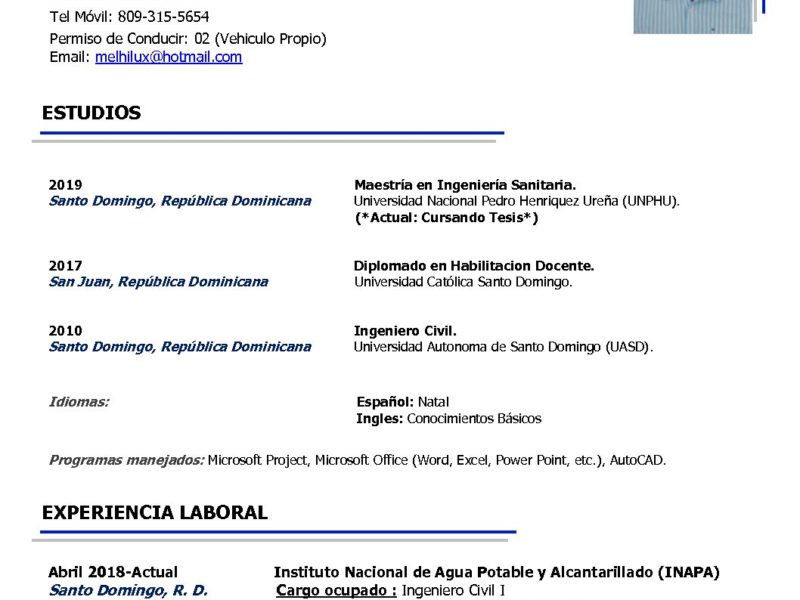 Tel Móvil: 809-315-5654
Permiso de Conducir: 02 (Vehiculo Propio)
Email: melhilux@hotmail.com
ESTUDIOS
2019 Maestría en Ingeniería Sanitaria.
Santo Domingo, República Dominicana Universidad Nacional Pedro Henriquez Ureña (UNPHU).
(*Actual: Cursando Tesis*)
2017 Diplomado en Habilitacion Docente.
San Juan, República Dominicana Universidad Católica Santo Domingo.
2010 Ingeniero Civil.
Santo Domingo, República Dominicana Universidad Autonoma de Santo Domingo (UASD).
Idiomas: Español: Natal
Ingles: Conocimientos Básicos
Programas manejados: Microsoft Project, Microsoft Office (Word, Excel, Power Point, etc.), AutoCAD.
EXPERIENCIA LABORAL
Abril 2018-Actual Instituto Nacional de Agua Potable y Alcantarillado (INAPA)
Santo Domingo, R. D. Cargo ocupado : Ingeniero Civil I